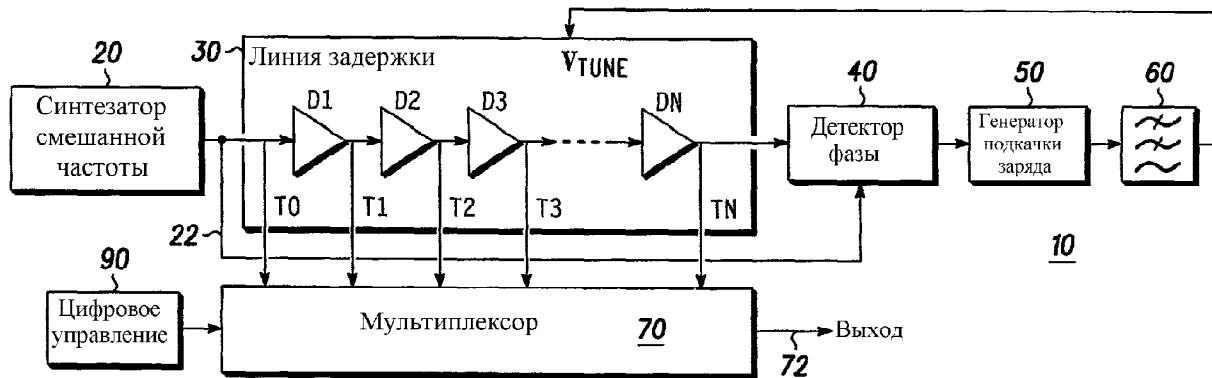 20
Синтезатор
смешанной
частоты
30
Линия задержки
VTUNE
D1 D2 D3 DN
T0 T1 T2 T3 TN
22
40
Детектор
фазы
50
Генератор
подкачки
заряда
60
10
90
Цифровое
управление
Мультиплексор 70
72
Выход